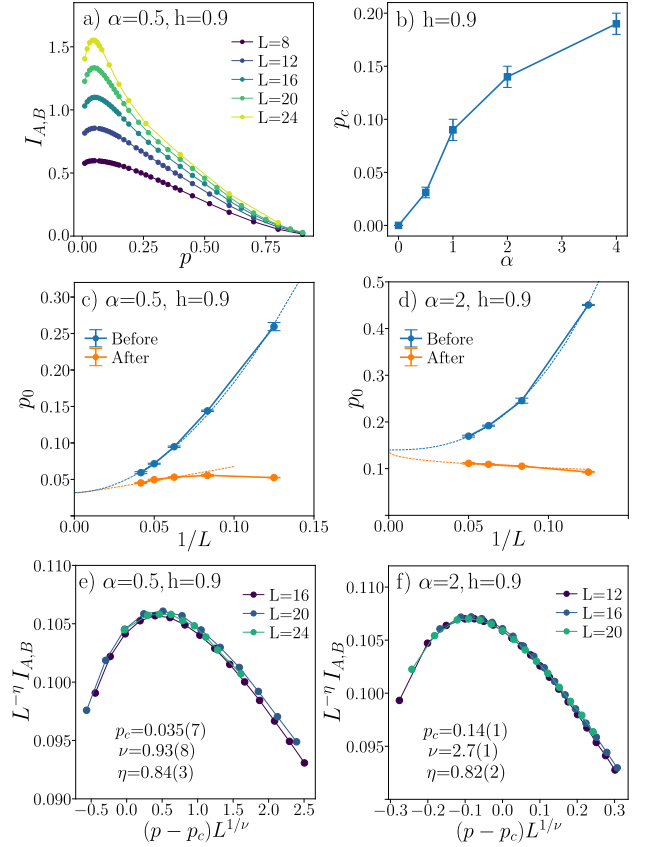 a) α=0.5, h=0.9
L=8
L=12
L=16
L=20
L=24
I_{A,B}
0.0
0.5
1.0
1.5
0.00 0.25 0.50 0.75
p
b) h=0.9
p_c
0.20
0.15
0.10
0.05
0.00
0 1 2 3 4
α
c) α=0.5, h=0.9
Before
After
p_0
0.30
0.25
0.20
0.15
0.10
0.05
0.00 0.05 0.10 0.15
1/L
d) α=2, h=0.9
Before
After
p_0
0.5
0.4
0.3
0.2
0.1
0.00 0.05 0.10
1/L
e) α=0.5, h=0.9
L=16
L=20
L=24
L^{-η} I_{A,B}
0.110
0.105
0.100
0.095
0.090
p_c=0.035(7)
ν=0.93(8)
η=0.84(3)
−0.5 0.0 0.5 1.0 1.5 2.0 2.5
(p − p_c)L^{1/ν}
f) α=2, h=0.9
L=12
L=16
L=20
L^{-η} I_{A,B}
0.110
0.105
0.100
0.095
p_c=0.14(1)
ν=2.7(1)
η=0.82(2)
−0.3 −0.2 −0.1 0.0 0.1 0.2 0.3
(p − p_c)L^{1/ν}